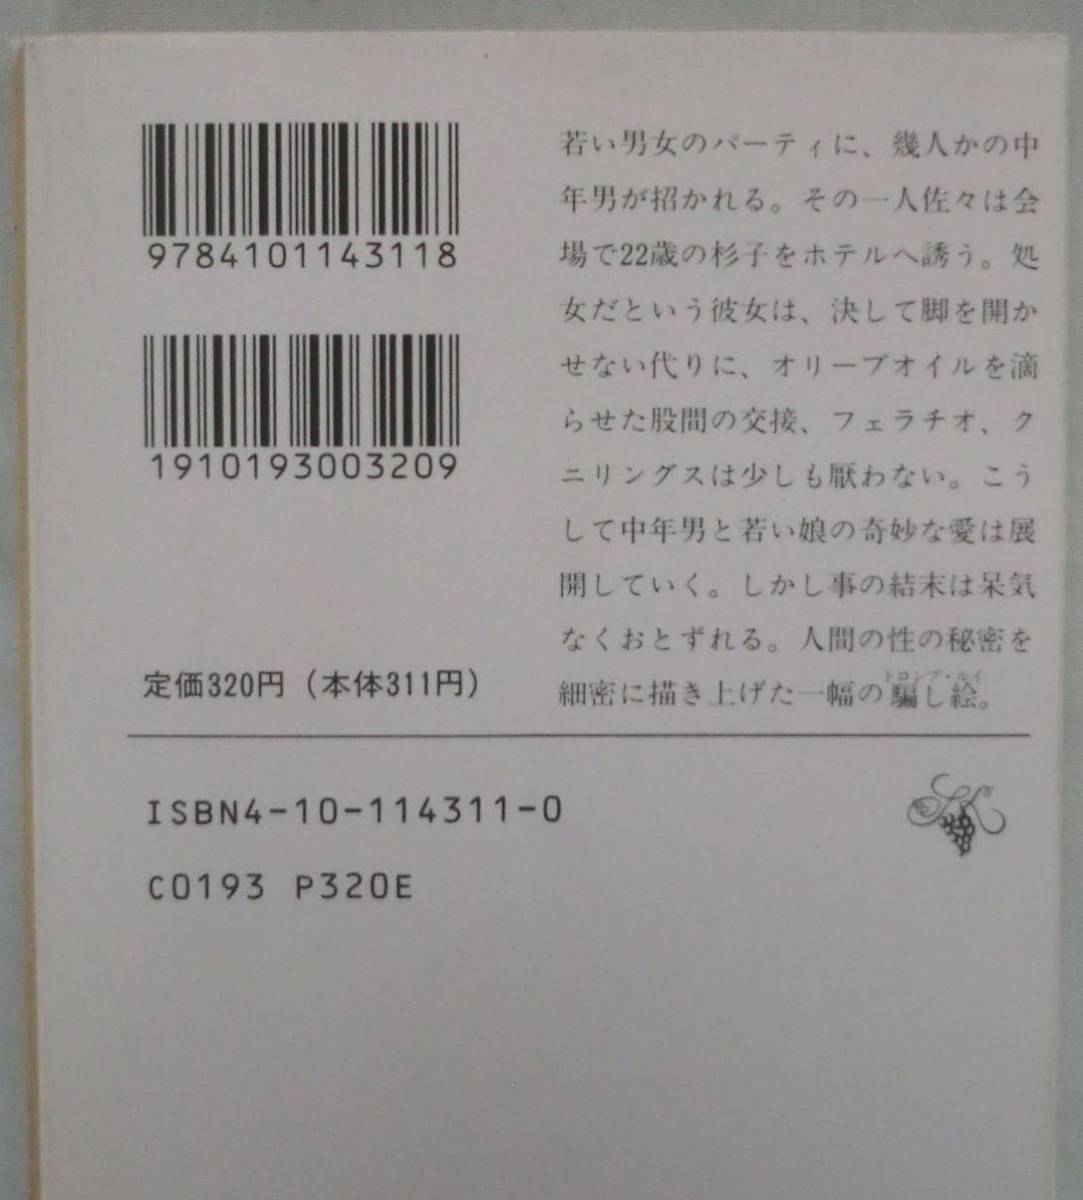 9784101143118
1910193003209
定価320円（本体311円）
若い男女のパーティに、幾人かの中
年男が招かれる。その一人佐々は会
場で22歳の杉子をホテルへ誘う。処
女だという彼女は、決して脚を開か
せない代りに、オリーブオイルを滴
らせた股間の交接、フェラチオ、ク
ニリングスは少しも厭わない。こう
して中年男と若い娘の奇妙な愛は展
開していく。しかし事の結末は呆気
なくおとずれる。人間の性の秘密を
トロンプ・ルイ
細密に描き上げた一幅の騙し絵。
ISBN4-10-114311-0
C0193 P320E